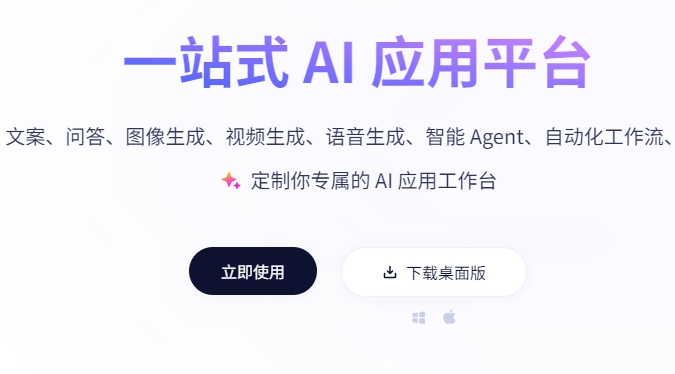 一站式 AI 应用平台
文案、问答、图像生成、视频生成、语音生成、智能 Agent、自动化工作流、
定制你专属的 AI 应用工作台
立即使用
下载桌面版